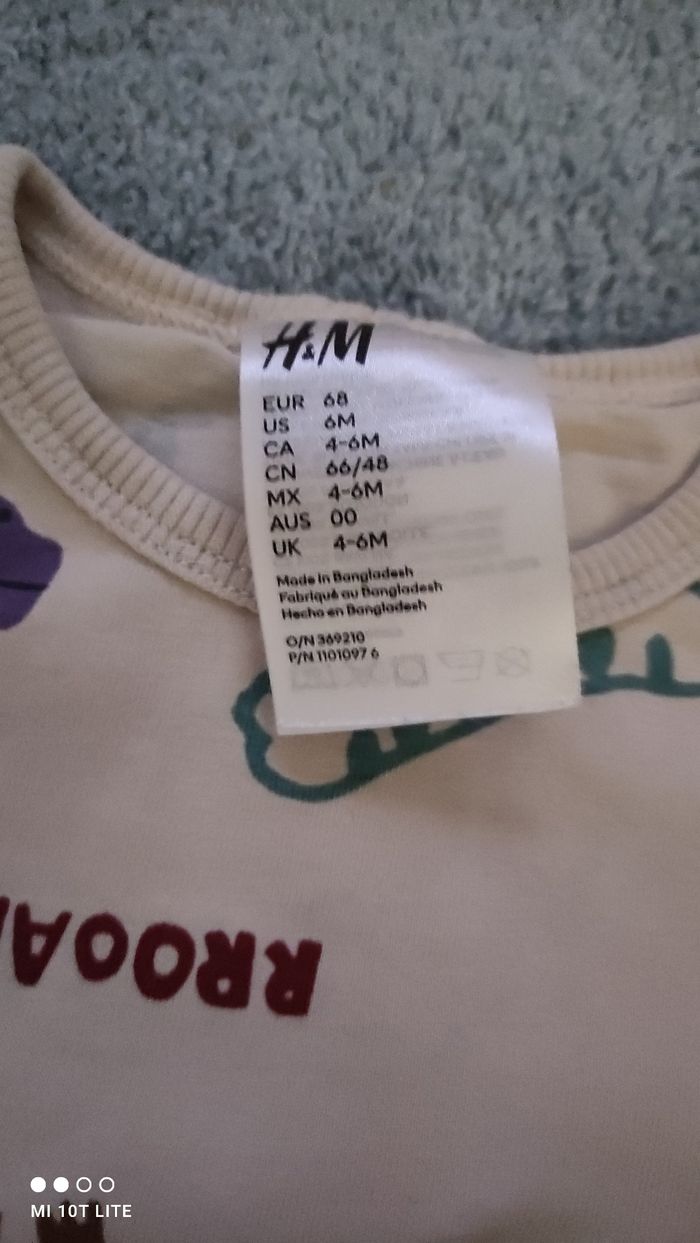 H&M
EUR 68
US 6M
CA 4-6M
CN 66/48
MX 4-6M
AUS 00
UK 4-6M
Made in Bangladesh
Fabriqué au Bangladesh
Hecho en Bangladesh
O/N 369210
P/N 1101097 6
RROOA
MI 10T LITE